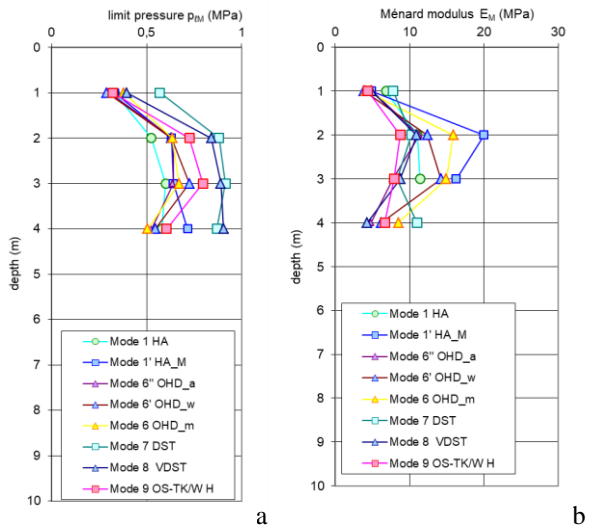 limit pressure pℓM (MPa)
0 0,5 1
0
1
2
3
4
5
6
7
8
9
10
depth (m)
Mode 1 HA
Mode 1' HA_M
Mode 6'' OHD_a
Mode 6' OHD_w
Mode 6 OHD_m
Mode 7 DST
Mode 8 VDST
Mode 9 OS-TK/W H
a
Ménard modulus EM (MPa)
0 10 20 30
0
1
2
3
4
5
6
7
8
9
10
depth (m)
Mode 1 HA
Mode 1' HA_M
Mode 6'' OHD_a
Mode 6' OHD_w
Mode 6 OHD_m
Mode 7 DST
Mode 8 VDST
Mode 9 OS-TK/W H
b